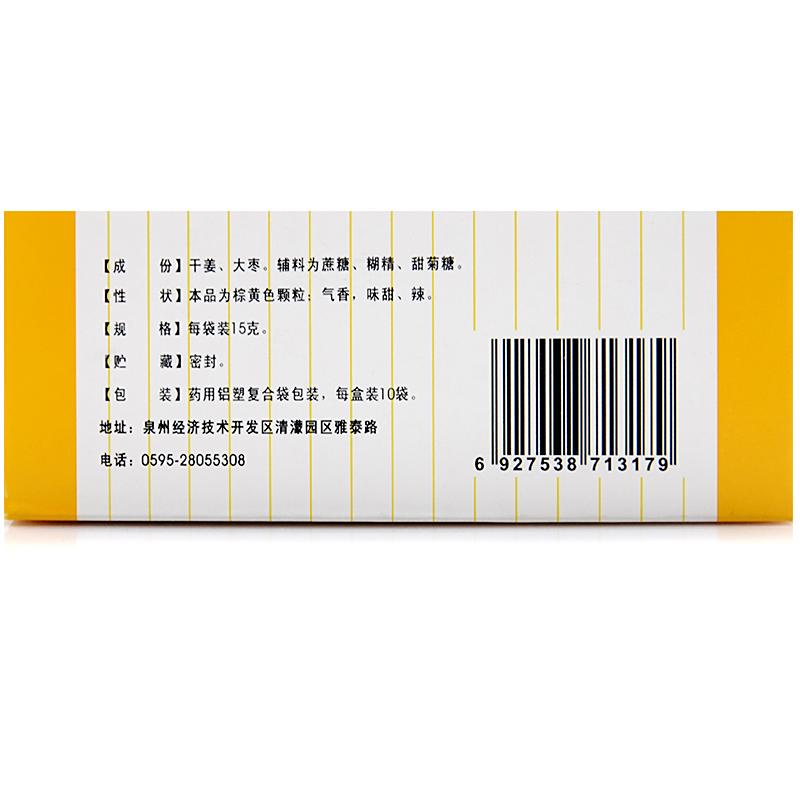 【成　　份】干姜、大枣。辅料为蔗糖、糊精、甜菊糖。
【性　　状】本品为棕黄色颗粒；气香，味甜、辣。
【规　　格】每袋装15克。
【贮　　藏】密封。
【包　　装】药用铝塑复合袋包装，每盒装10袋。
地址：泉州经济技术开发区清濛园区雅泰路
电话：0595-28055308
6 927538 713179